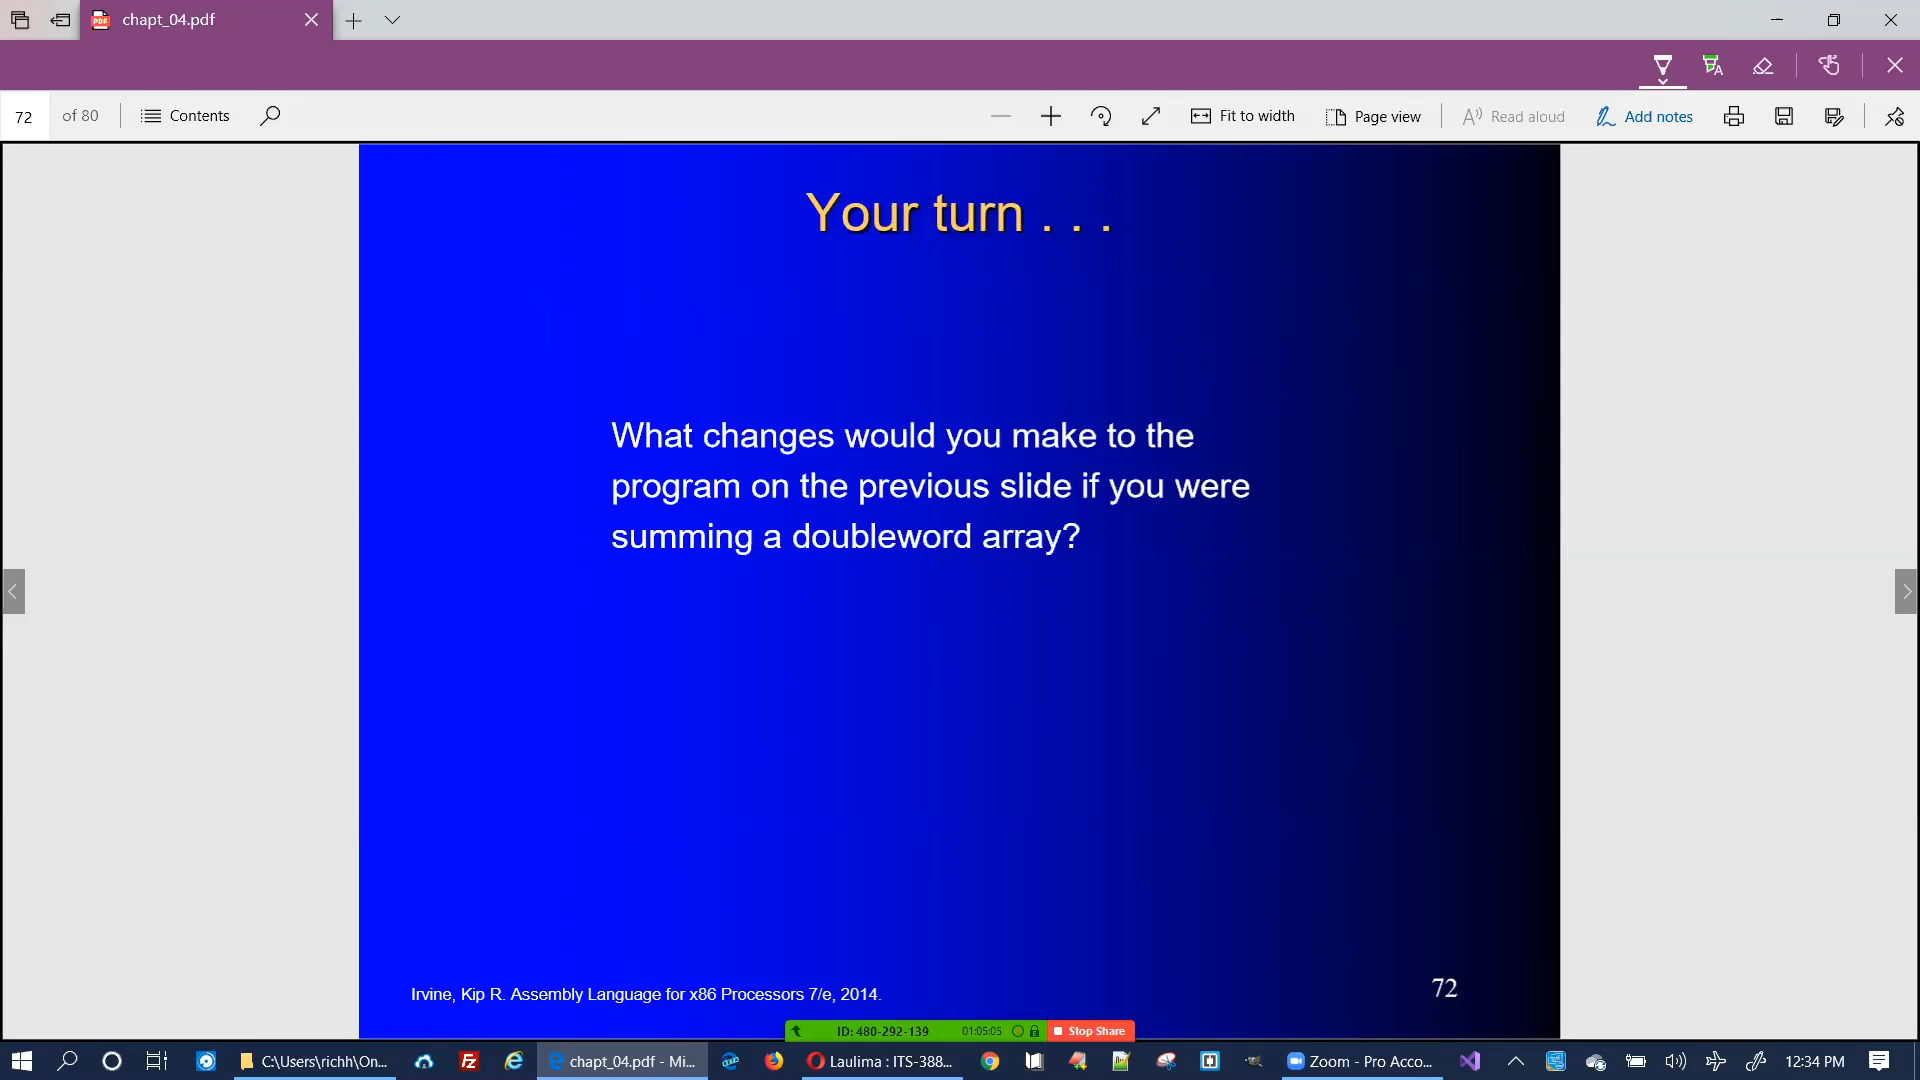 chapt_04.pdf
72 of 80
Contents
Fit to width
Page view
Read aloud
Add notes
Your turn . . .
What changes would you make to the
program on the previous slide if you were
summing a doubleword array?
Irvine, Kip R. Assembly Language for x86 Processors 7/e, 2014.
72
ID: 480-292-139
01:05:05
Stop Share
C:\Users\richh\On...
chapt_04.pdf - Mi...
Laulima : ITS-388...
Zoom - Pro Acco...
12:34 PM